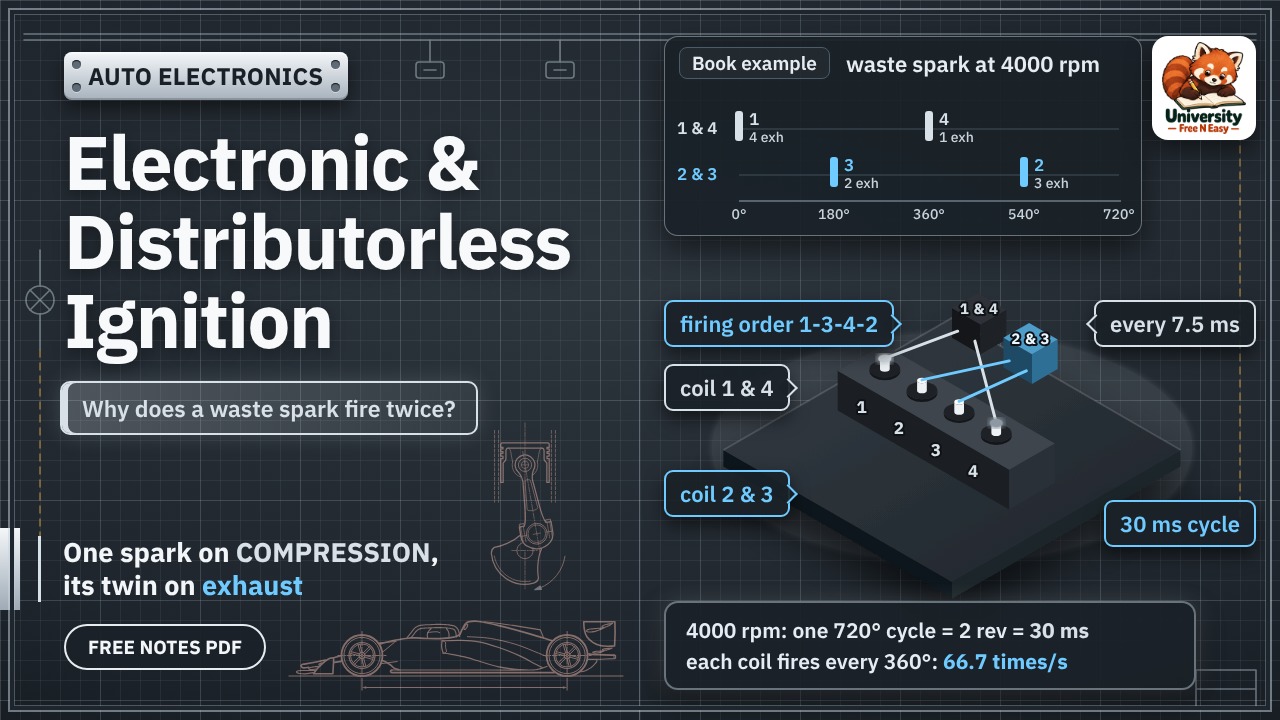 AUTO ELECTRONICS
Electronic &
Distributorless
Ignition
Why does a waste spark fire twice?
One spark on COMPRESSION,
its twin on exhaust
FREE NOTES PDF
Book example
waste spark at 4000 rpm
1 & 4
1
4 exh
4
1 exh
2 & 3
3
2 exh
2
3 exh
0°
180°
360°
540°
720°
University
Free N Easy
firing order 1-3-4-2
1 & 4
every 7.5 ms
2 & 3
coil 1 & 4
1
2
3
4
coil 2 & 3
30 ms cycle
4000 rpm: one 720° cycle = 2 rev = 30 ms
each coil fires every 360°: 66.7 times/s